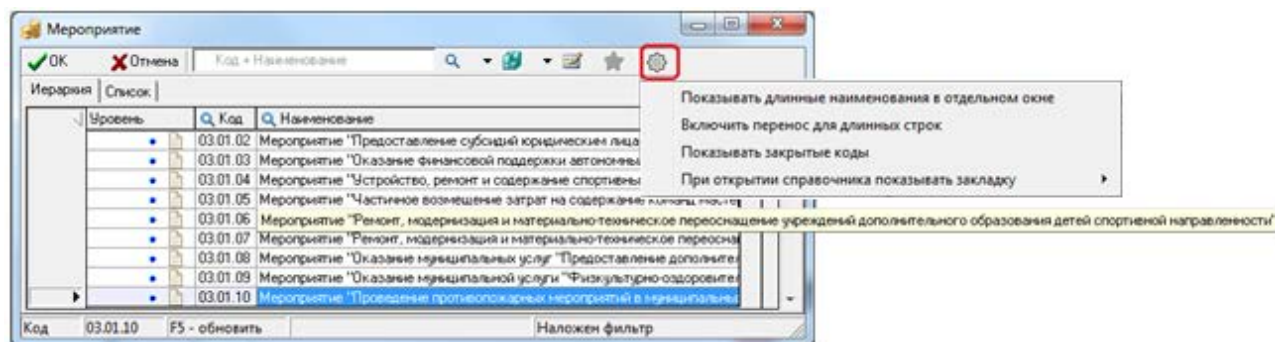 Мероприятие
ОК Отмена Код + Наименование
Показывать длинные наименования в отдельном окне
Включить перенос для длинных строк
Показывать закрытые коды
При открытии справочника показывать закладку
Иерархия Список
Уровень Код Наименование
03.01.02 Мероприятие "Предоставление субсидий юридическим лица
03.01.03 Мероприятие "Оказание финансовой поддержки автономны
03.01.04 Мероприятие "Устройство, ремонт и содержание спортивны
03.01.05 Мероприятие "Частичное возмещение затрат на содержание команд мастер
03.01.06 Мероприятие "Ремонт, модернизация и материально-техническое переоснащение учреждений дополнительного образования детей спортивной направленности"
03.01.07 Мероприятие "Ремонт, модернизация и материально-техническое переосна
03.01.08 Мероприятие "Оказание муниципальных услуг "Предоставление дополнител
03.01.09 Мероприятие "Оказание муниципальной услуги "Физкультурно-оздоровител
03.01.10 Мероприятие "Проведение противопожарных мероприятий в муниципальны
Код 03.01.10 F5 - обновить Наложен фильтр